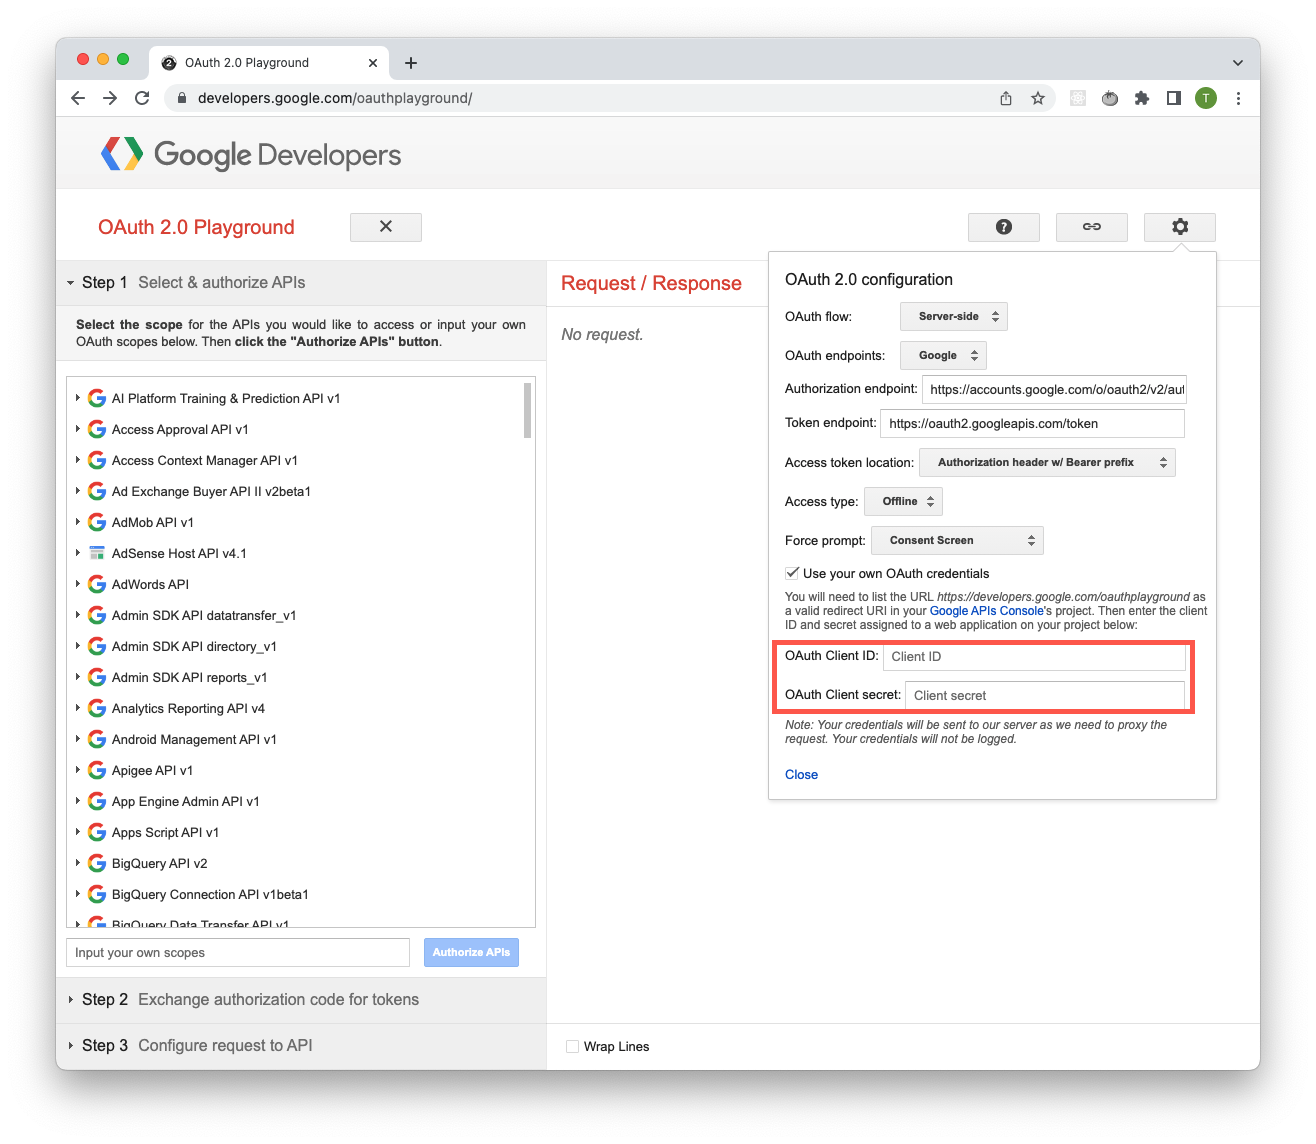 OAuth 2.0 Playground
developers.google.com/oauthplayground/
T
Google Developers
OAuth 2.0 Playground
Step 1 Select & authorize APIs
Select the scope for the APIs you would like to access or input your own
OAuth scopes below. Then click the "Authorize APIs" button.
AI Platform Training & Prediction API v1
Access Approval API v1
Access Context Manager API v1
Ad Exchange Buyer API II v2beta1
AdMob API v1
AdSense Host API v4.1
AdWords API
Admin SDK API datatransfer_v1
Admin SDK API directory_v1
Admin SDK API reports_v1
Analytics Reporting API v4
Android Management API v1
Apigee API v1
App Engine Admin API v1
Apps Script API v1
BigQuery API v2
BigQuery Connection API v1beta1
BigQuery Data Transfer API v1
Input your own scopes
Authorize APIs
Step 2 Exchange authorization code for tokens
Step 3 Configure request to API
Request / Response
No request.
Wrap Lines
OAuth 2.0 configuration
OAuth flow: Server-side
OAuth endpoints: Google
Authorization endpoint: https://accounts.google.com/o/oauth2/v2/aut
Token endpoint: https://oauth2.googleapis.com/token
Access token location: Authorization header w/ Bearer prefix
Access type: Offline
Force prompt: Consent Screen
Use your own OAuth credentials
You will need to list the URL https://developers.google.com/oauthplayground as
a valid redirect URI in your Google APIs Console's project. Then enter the client
ID and secret assigned to a web application on your project below:
OAuth Client ID: Client ID
OAuth Client secret: Client secret
Note: Your credentials will be sent to our server as we need to proxy the
request. Your credentials will not be logged.
Close